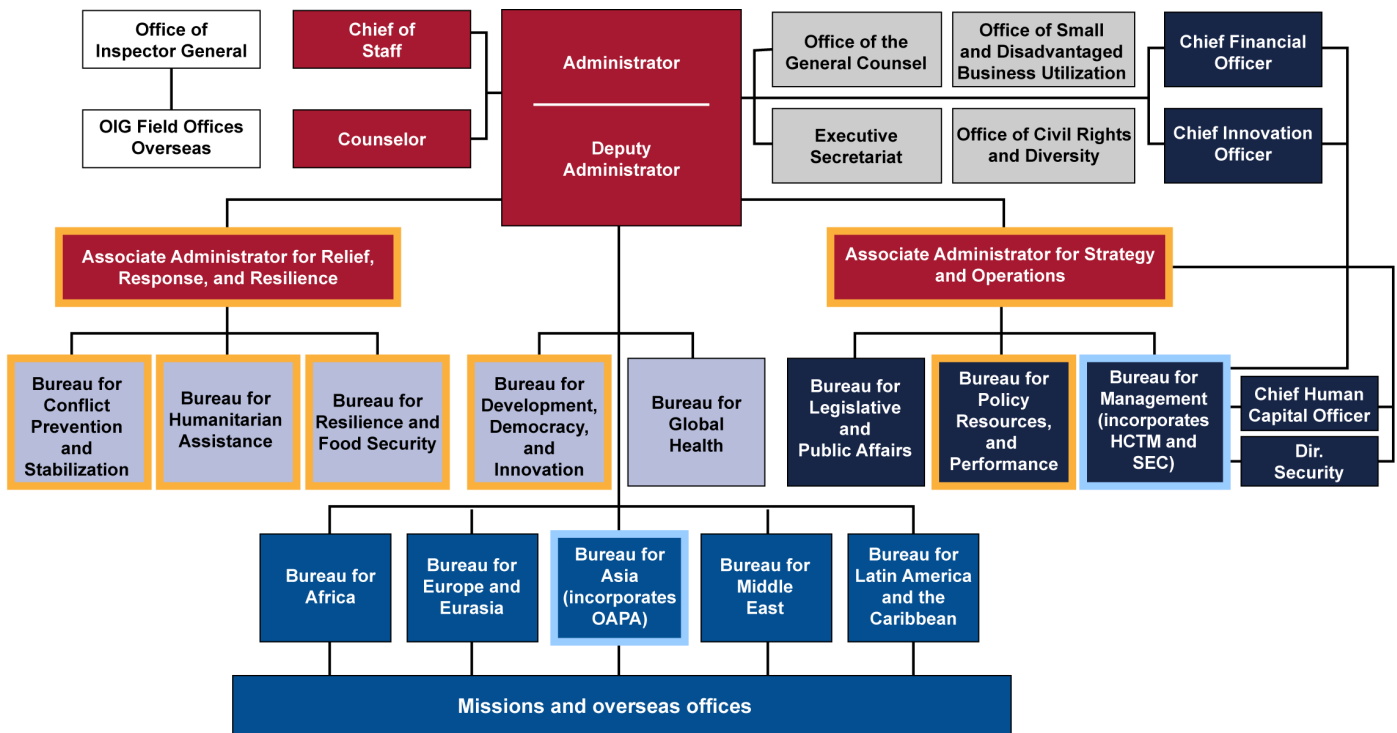 Office of
Inspector General
OIG Field Offices
Overseas
Chief of
Staff
Counselor
Administrator
Deputy
Administrator
Office of the
General Counsel
Office of Small
and Disadvantaged
Business Utilization
Executive
Secretariat
Office of Civil Rights
and Diversity
Chief Financial
Officer
Chief Innovation
Officer
Associate Administrator for Relief,
Response, and Resilience
Associate Administrator for Strategy
and Operations
Bureau for
Conflict
Prevention
and
Stabilization
Bureau for
Humanitarian
Assistance
Bureau for
Resilience and
Food Security
Bureau for
Development,
Democracy,
and
Innovation
Bureau for
Global
Health
Bureau for
Legislative
and
Public Affairs
Bureau for
Policy
Resources,
and
Performance
Bureau for
Management
(incorporates
HCTM and
SEC)
Chief Human
Capital Officer
Dir.
Security
Bureau for
Africa
Bureau for
Europe and
Eurasia
Bureau for
Asia
(incorporates
OAPA)
Bureau for
Middle
East
Bureau for
Latin America
and the
Caribbean
Missions and overseas offices